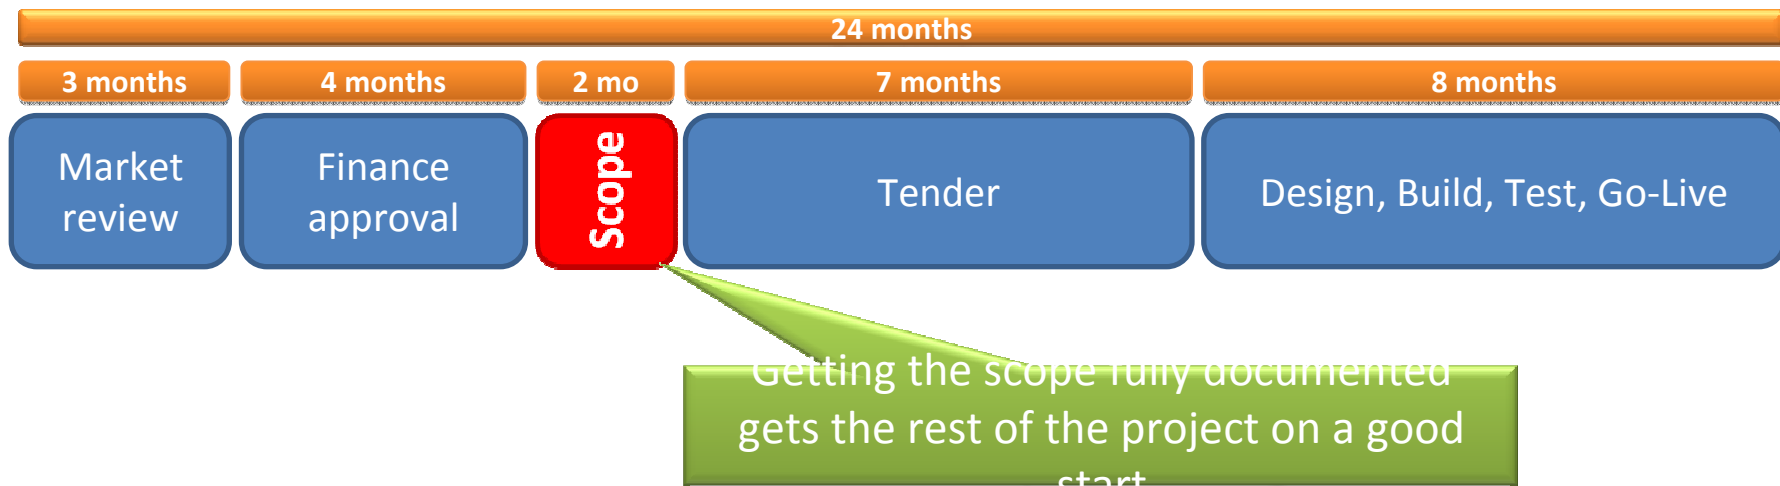 24 months
3 months
4 months
2 mo
7 months
8 months
Market
review
Finance
approval
Scope
Tender
Design, Build, Test, Go-Live
Getting the scope fully documented
gets the rest of the project on a good
start